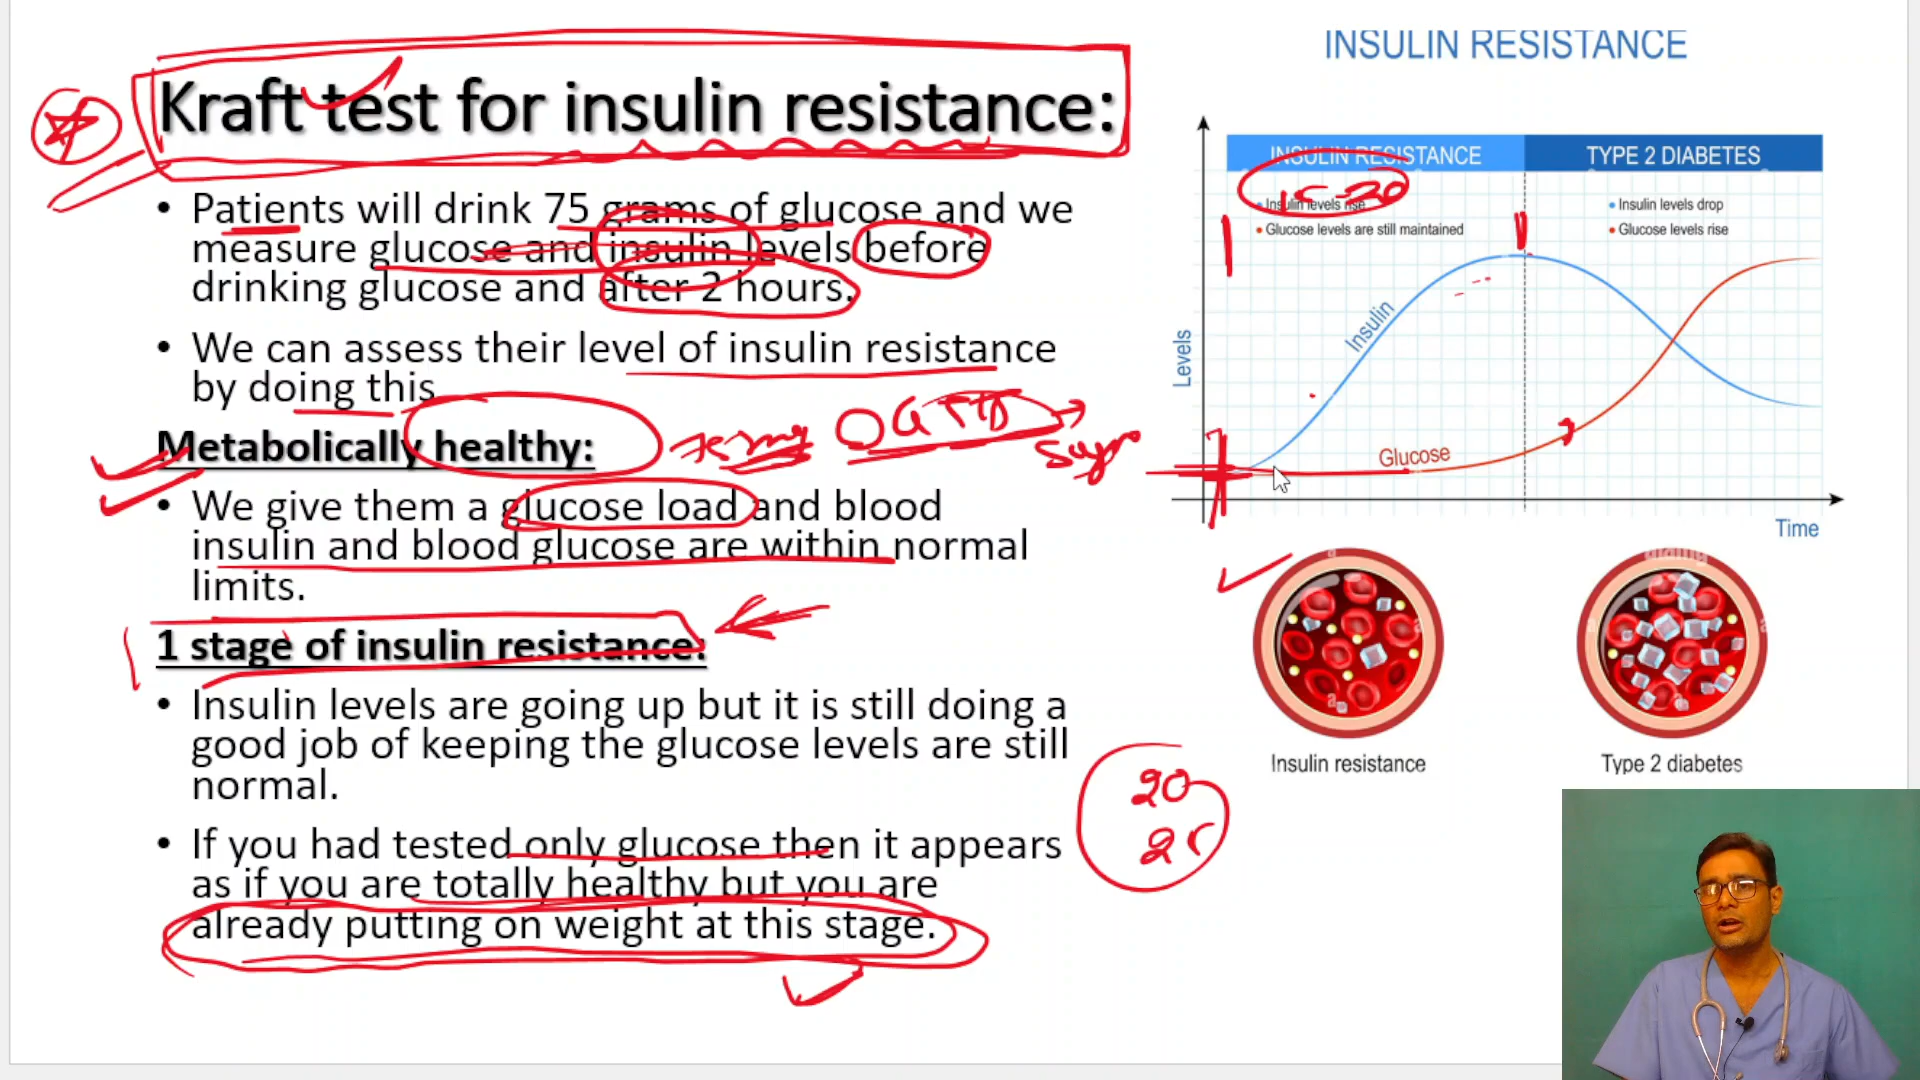 Kraft test for insulin resistance:
• Patients will drink 75 grams of glucose and we
measure glucose and insulin levels before
drinking glucose and after 2 hours.
• We can assess their level of insulin resistance
by doing this
Metabolically healthy:
• We give them a glucose load and blood
insulin and blood glucose are within normal
limits.
1 stage of insulin resistance:
• Insulin levels are going up but it is still doing a
good job of keeping the glucose levels are still
normal.
• If you had tested only glucose then it appears
as if you are totally healthy but you are
already putting on weight at this stage.
OGTT
20
INSULIN RESISTANCE
INSULIN RESISTANCE TYPE 2 DIABETES
15-20
• Insulin levels rise
• Glucose levels are still maintained
• Insulin levels drop
• Glucose levels rise
Levels
Insulin
Glucose
Time
Insulin resistance
Type 2 diabetes